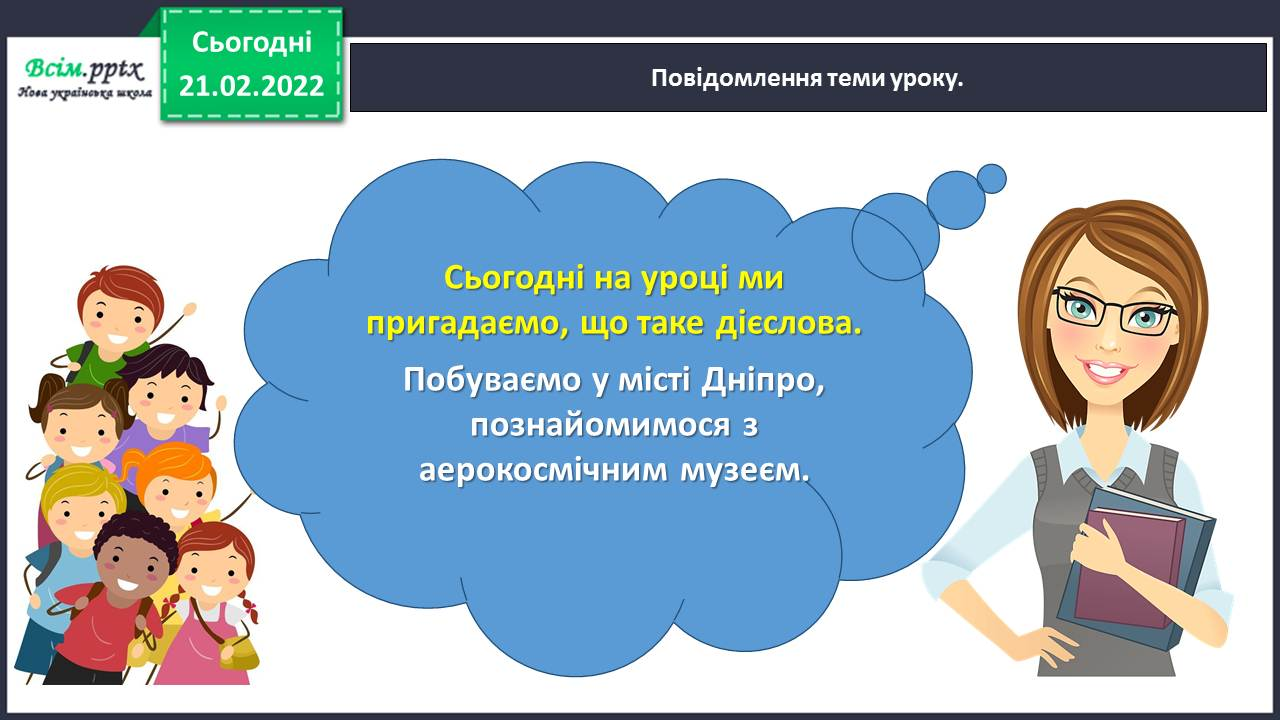 Всім.pptx
Нова українська школа
Сьогодні
21.02.2022
Повідомлення теми уроку.
Сьогодні на уроці ми
пригадаємо, що таке дієслова.
Побуваємо у місті Дніпро,
познайомимося з
аерокосмічним музеєм.